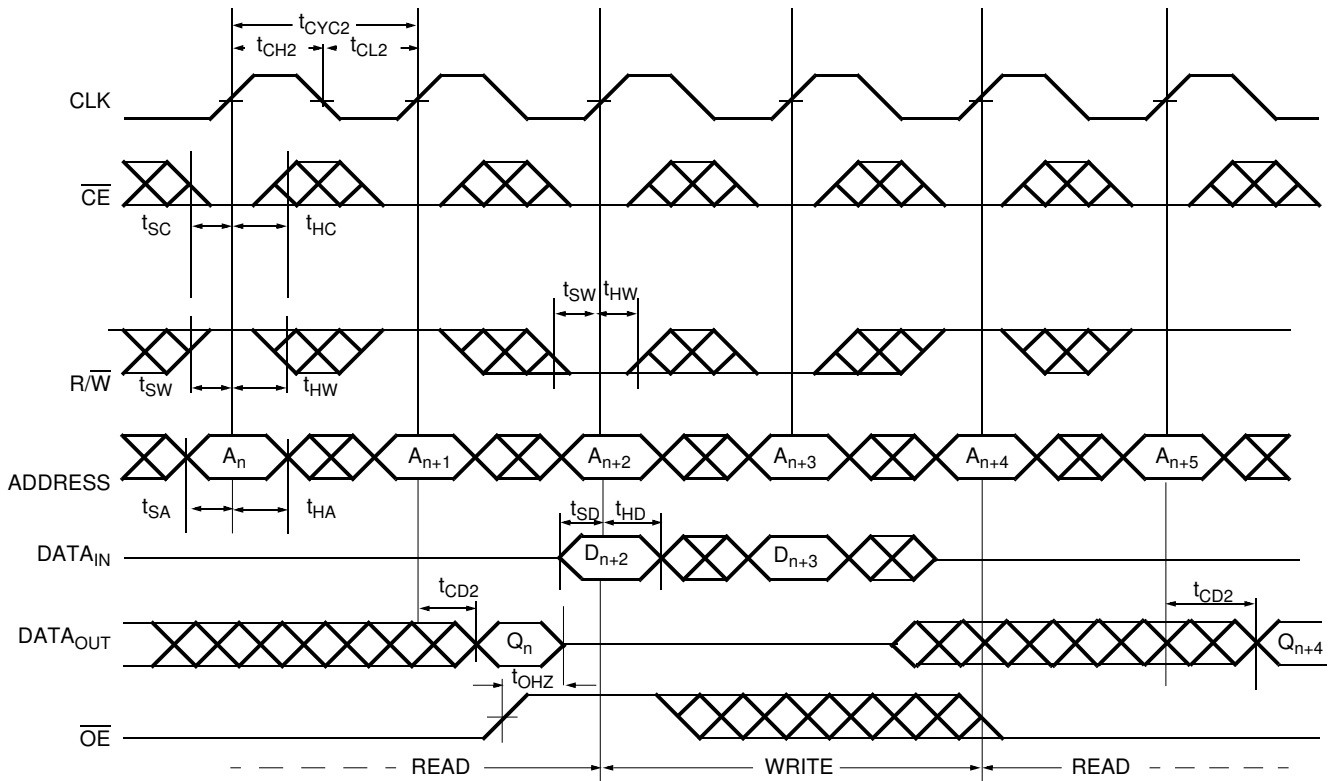 tCYC2
tCH2 tCL2
CLK
CE
tSC tHC
tSW tHW
R/W
tSW tHW
An An+1 An+2 An+3 An+4 An+5
ADDRESS
tSA tHA
tSD tHD
DATAIN
Dn+2 Dn+3
tCD2 tCD2
DATAOUT
Qn Qn+4
tOHZ
OE
READ WRITE READ